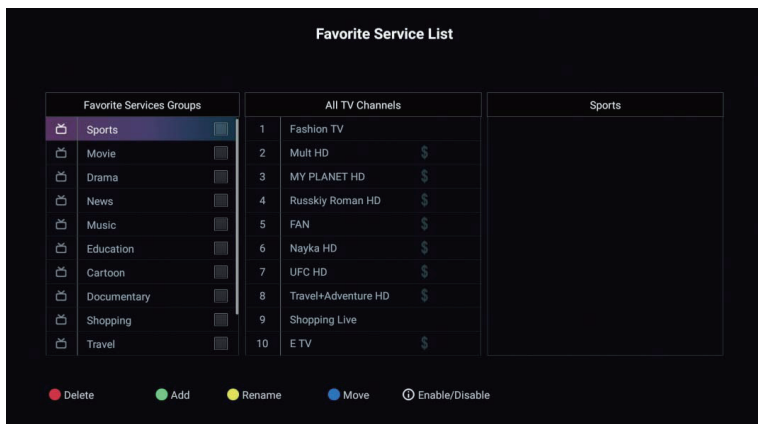 Favorite Service List
Favorite Services Groups
Sports
Movie
Drama
News
Music
Education
Cartoon
Documentary
Shopping
Travel
All TV Channels
1 Fashion TV
2 Mult HD $
3 MY PLANET HD $
4 Russkiy Roman HD $
5 FAN $
6 Nayka HD $
7 UFC HD $
8 Travel+Adventure HD $
9 Shopping Live
10 E TV $
Sports
Delete Add Rename Move Enable/Disable